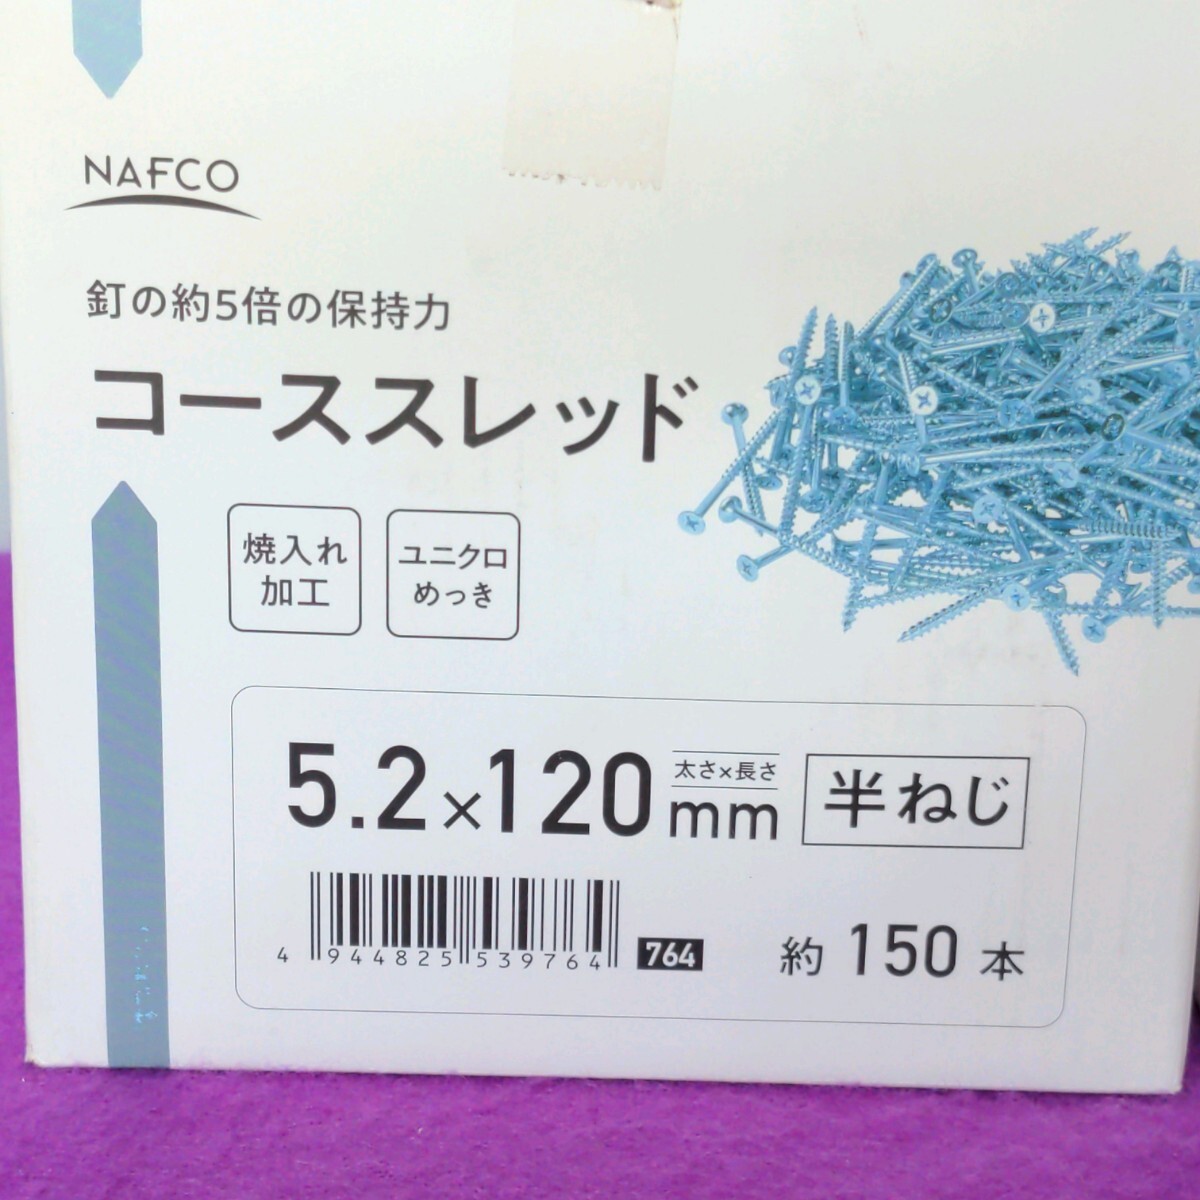 NAFCO
釘の約5倍の保持力
コーススレッド
焼入れ
加工
ユニクロ
めっき
5.2×120
太さ×長さ
mm
半ねじ
4 944825 539764
764
約 150 本